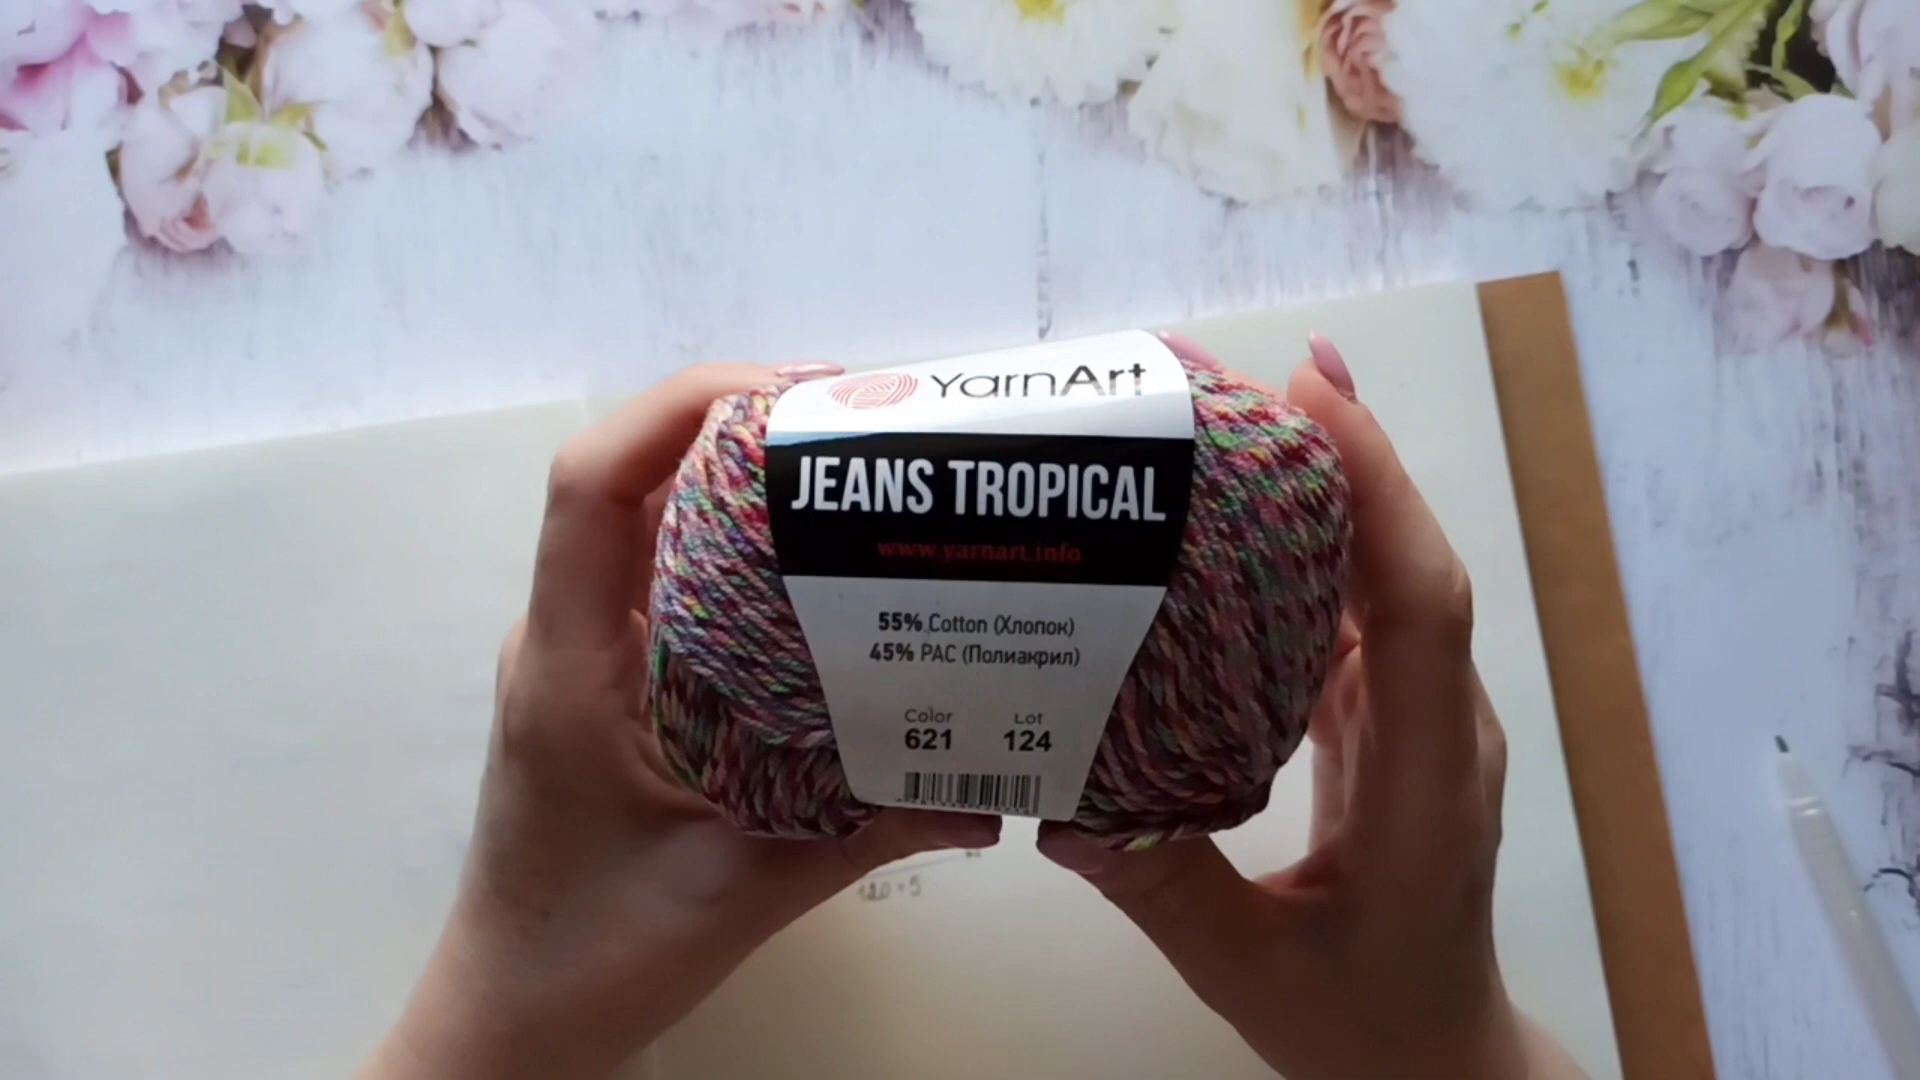 YarnArt
JEANS TROPICAL
www.yarnart.info
55% Cotton (Хлопок)
45% PAC (Полиакрил)
Color Lot
621 124